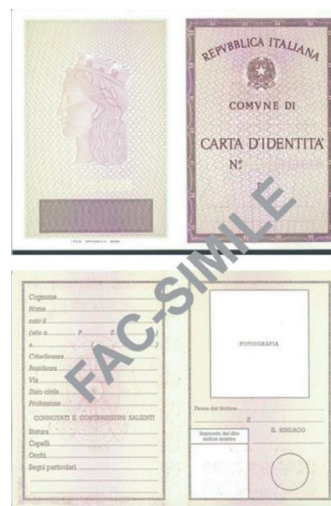 REPVBBLICA ITALIANA
COMVNE DI
CARTA D'IDENTITA'
N°
FAC-SIMILE
Cognome
Nome
nato il
(atto n. P. S. )
a ( )
Cittadinanza
Residenza
Via
Stato civile
Professione
CONNOTATI E CONTRASSEGNI SALIENTI
Statura
Capelli
Occhi
Segni particolari
FOTOGRAFIA
Firma del titolare
Impronta del dito
indice sinistro
IL SINDACO